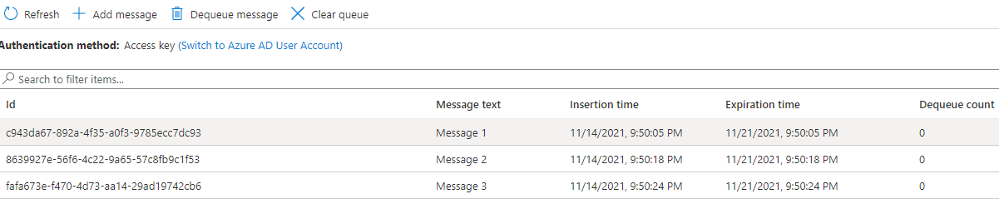 Refresh Add message Dequeue message Clear queue
Authentication method: Access key (Switch to Azure AD User Account)
Search to filter items...
Id Message text Insertion time Expiration time Dequeue count
c943da67-892a-4f35-a0f3-9785ecc7dc93 Message 1 11/14/2021, 9:50:05 PM 11/21/2021, 9:50:05 PM 0
8639927e-56f6-4c22-9a65-57c8fb9c1f53 Message 2 11/14/2021, 9:50:18 PM 11/21/2021, 9:50:18 PM 0
fafa673e-f470-4d73-aa14-29ad19742cb6 Message 3 11/14/2021, 9:50:24 PM 11/21/2021, 9:50:24 PM 0